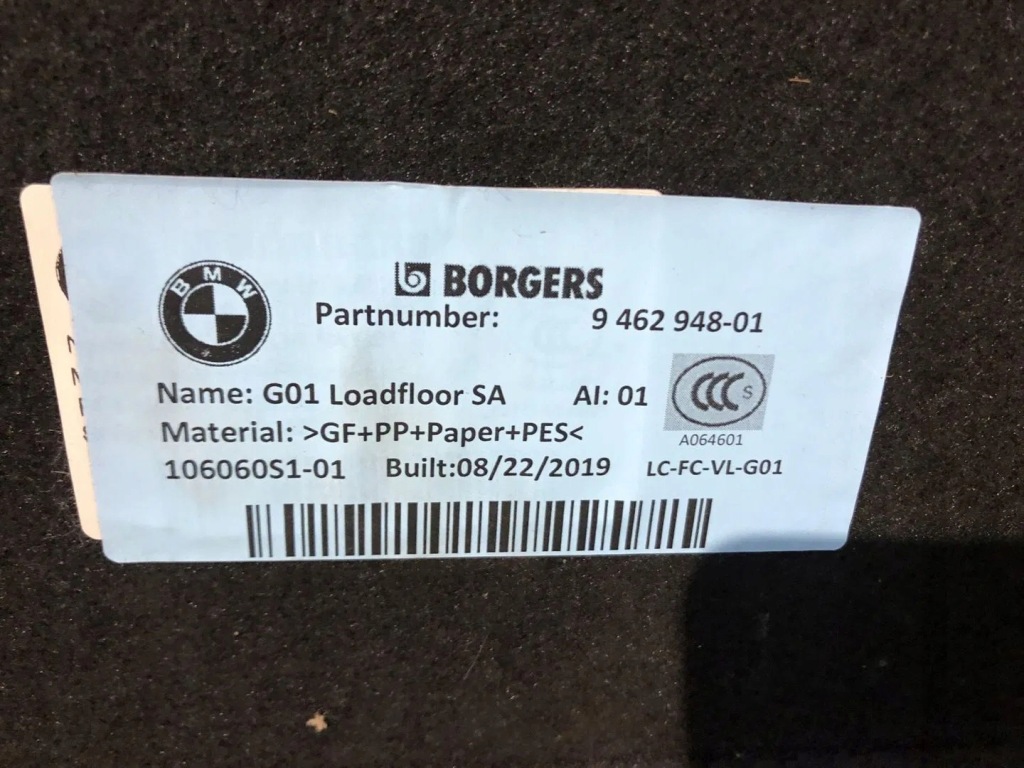 BMW
BORGERS
Partnumber: 9 462 948-01
Name: G01 Loadfloor SA AI: 01
CCC S
Material: >GF+PP+Paper+PES<
A064601
106060S1-01 Built:08/22/2019 LC-FC-VL-G01